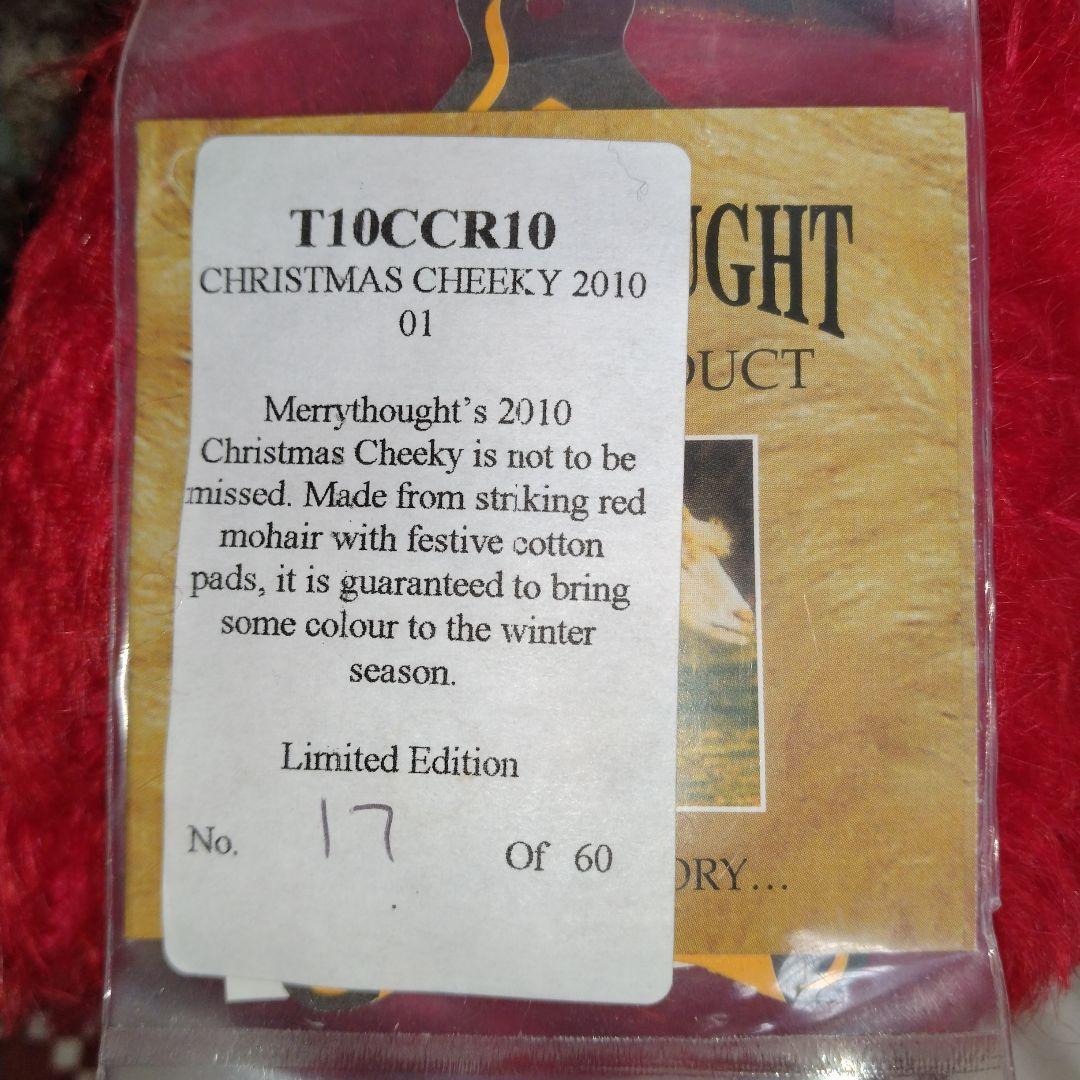 T10CCR10
CHRISTMAS CHEEKY 2010
01
Merrythought's 2010
Christmas Cheeky is not to be
missed. Made from striking red
mohair with festive cotton
pads, it is guaranteed to bring
some colour to the winter
season.
Limited Edition
No. 17 Of 60
UGHT
DUCT
ORY...